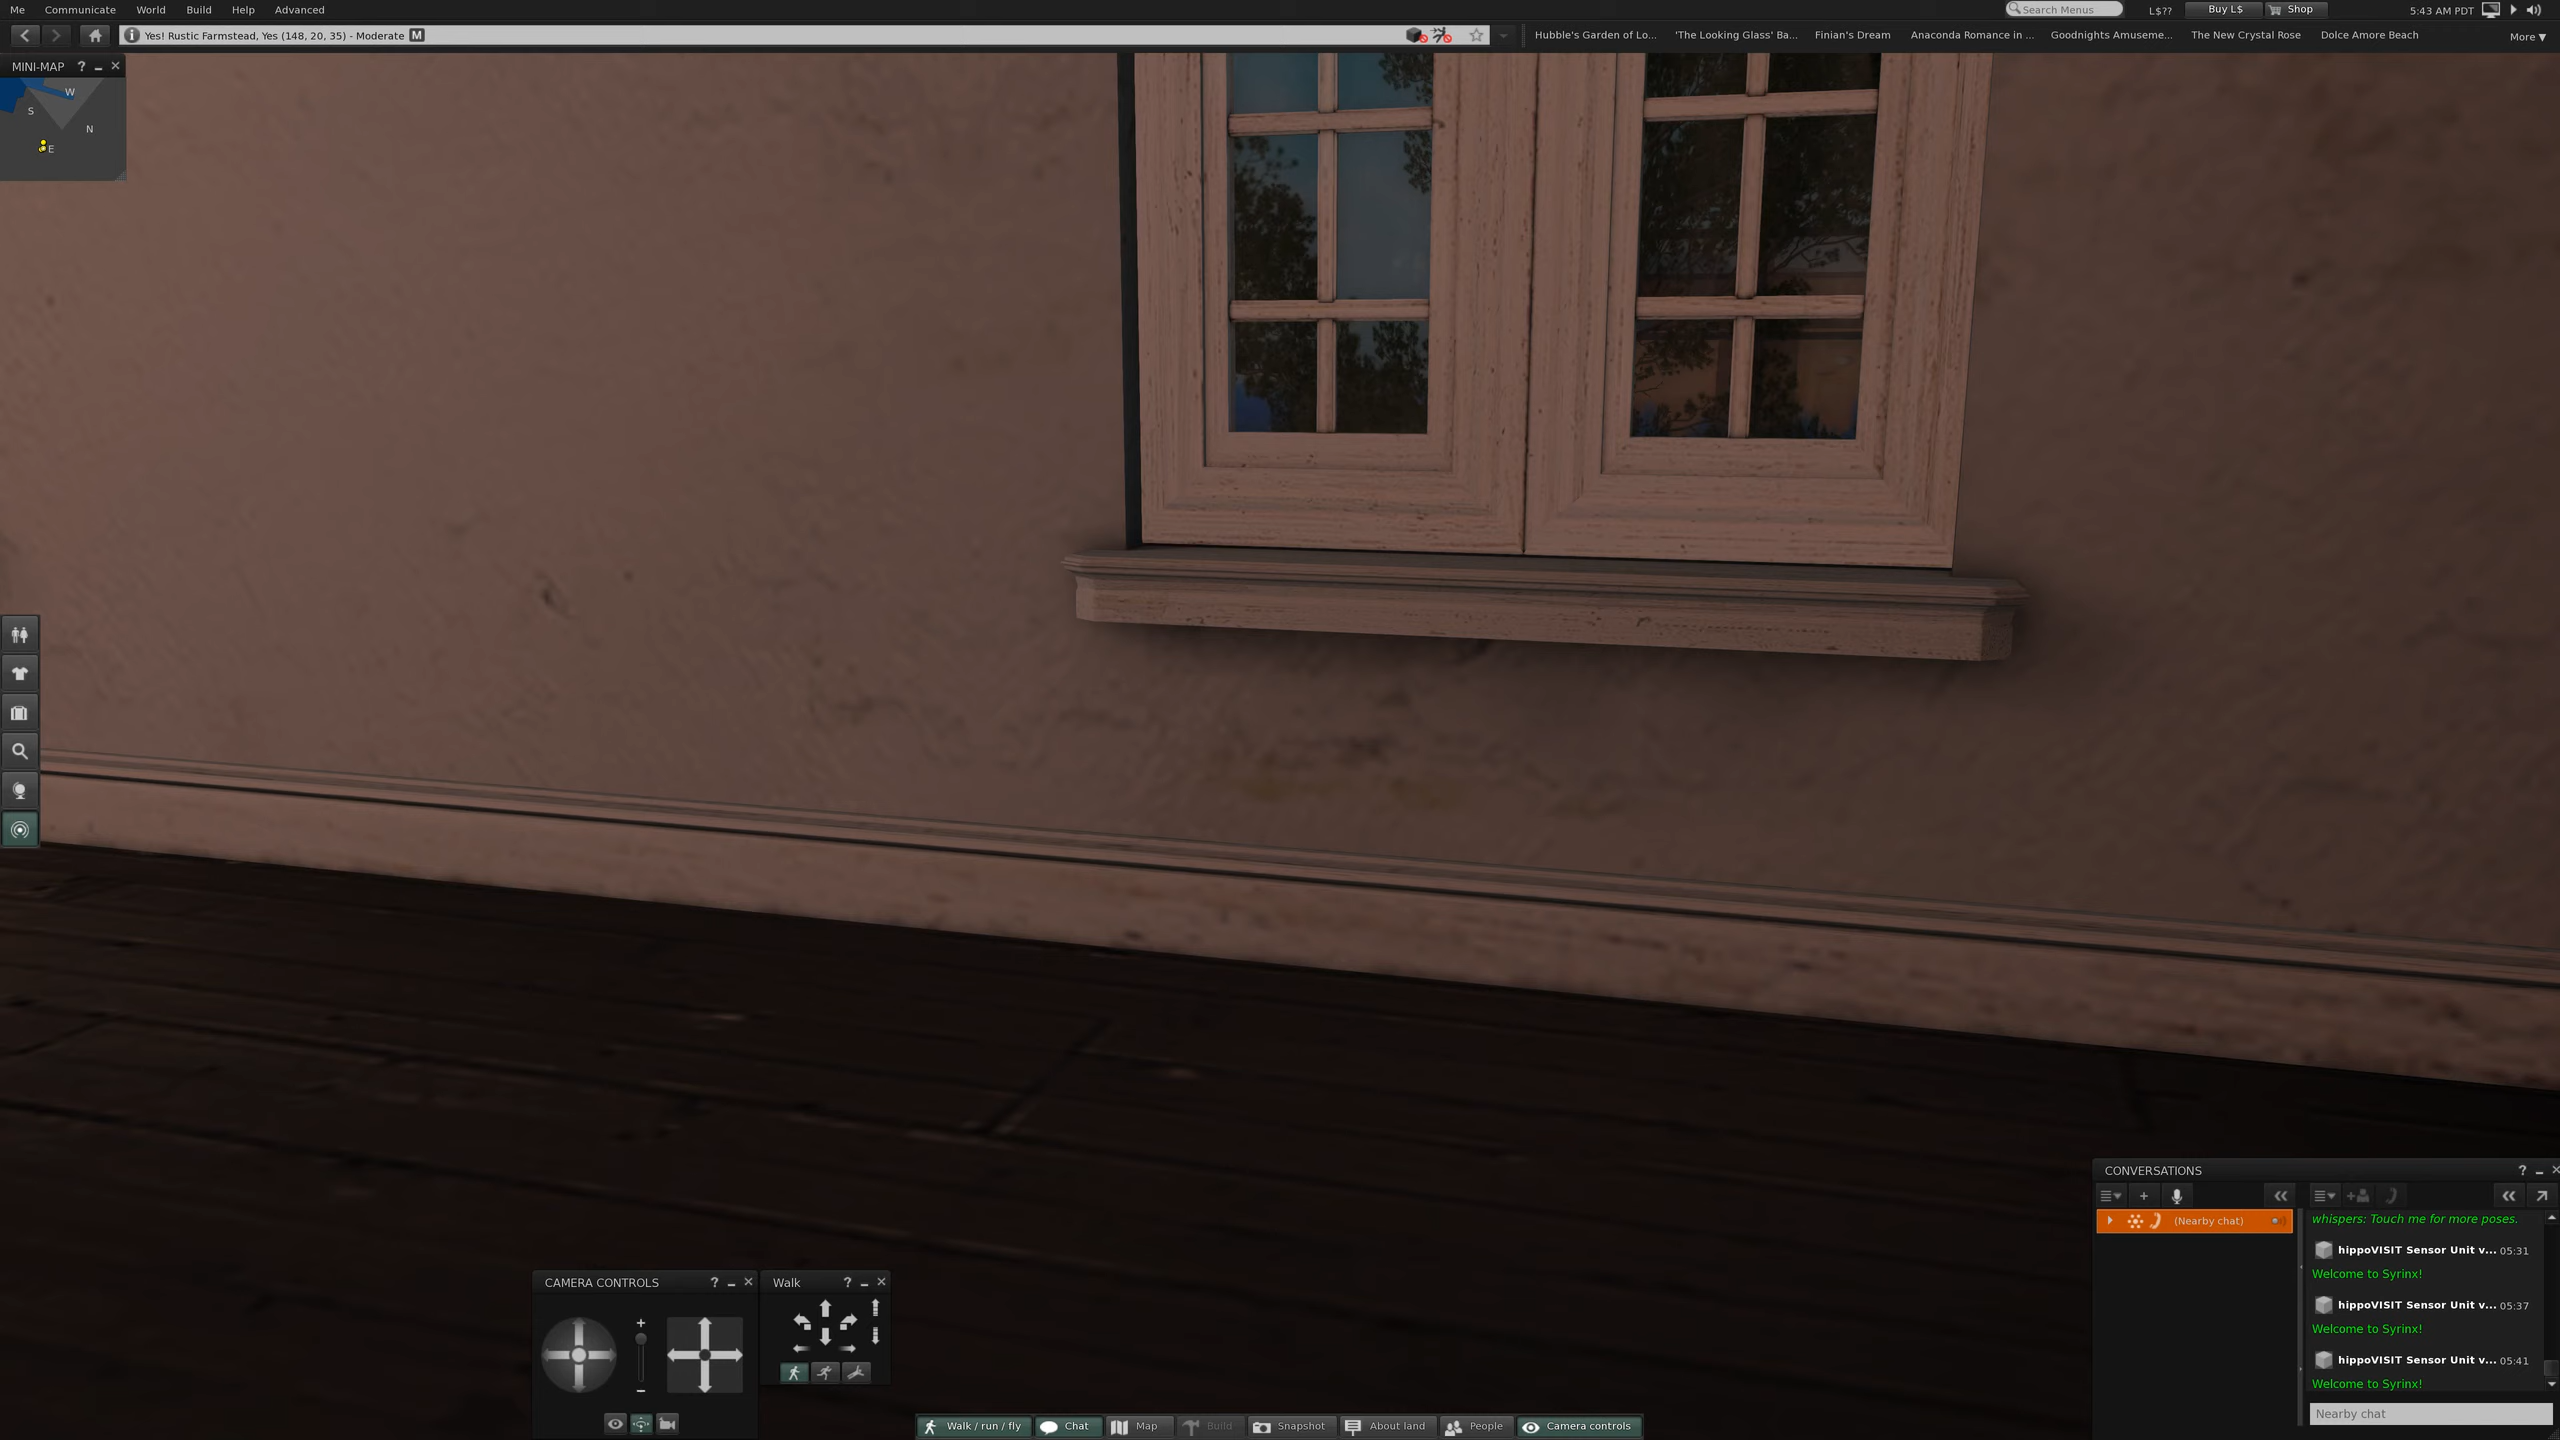 Me Communicate World Build Help Advanced
Search Menus L$?? Buy L$ Shop 5:43 AM PDT
Yes! Rustic Farmstead, Yes (148, 20, 35) - Moderate M
Hubble's Garden of Lo... 'The Looking Glass' Ba... Finian's Dream Anaconda Romance in ... Goodnights Amuseme... The New Crystal Rose Dolce Amore Beach More ▼
MINI-MAP ?
W
S
N
E
CONVERSATIONS ?
(Nearby chat)
whispers: Touch me for more poses.
hippoVISIT Sensor Unit v... 05:31
Welcome to Syrinx!
hippoVISIT Sensor Unit v... 05:37
Welcome to Syrinx!
hippoVISIT Sensor Unit v... 05:41
Welcome to Syrinx!
Nearby chat
CAMERA CONTROLS ?
Walk ?
Walk / run / fly Chat Map Build Snapshot About land People Camera controls